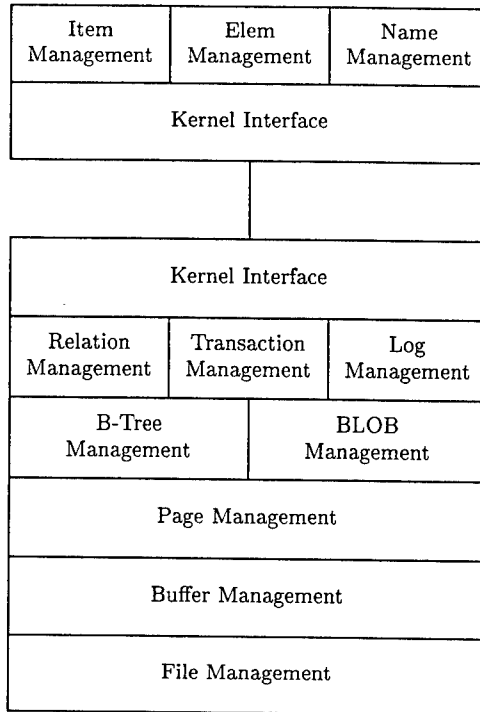 Item
Management
Elem
Management
Name
Management
Kernel Interface
Kernel Interface
Relation
Management
Transaction
Management
Log
Management
B-Tree
Management
BLOB
Management
Page Management
Buffer Management
File Management